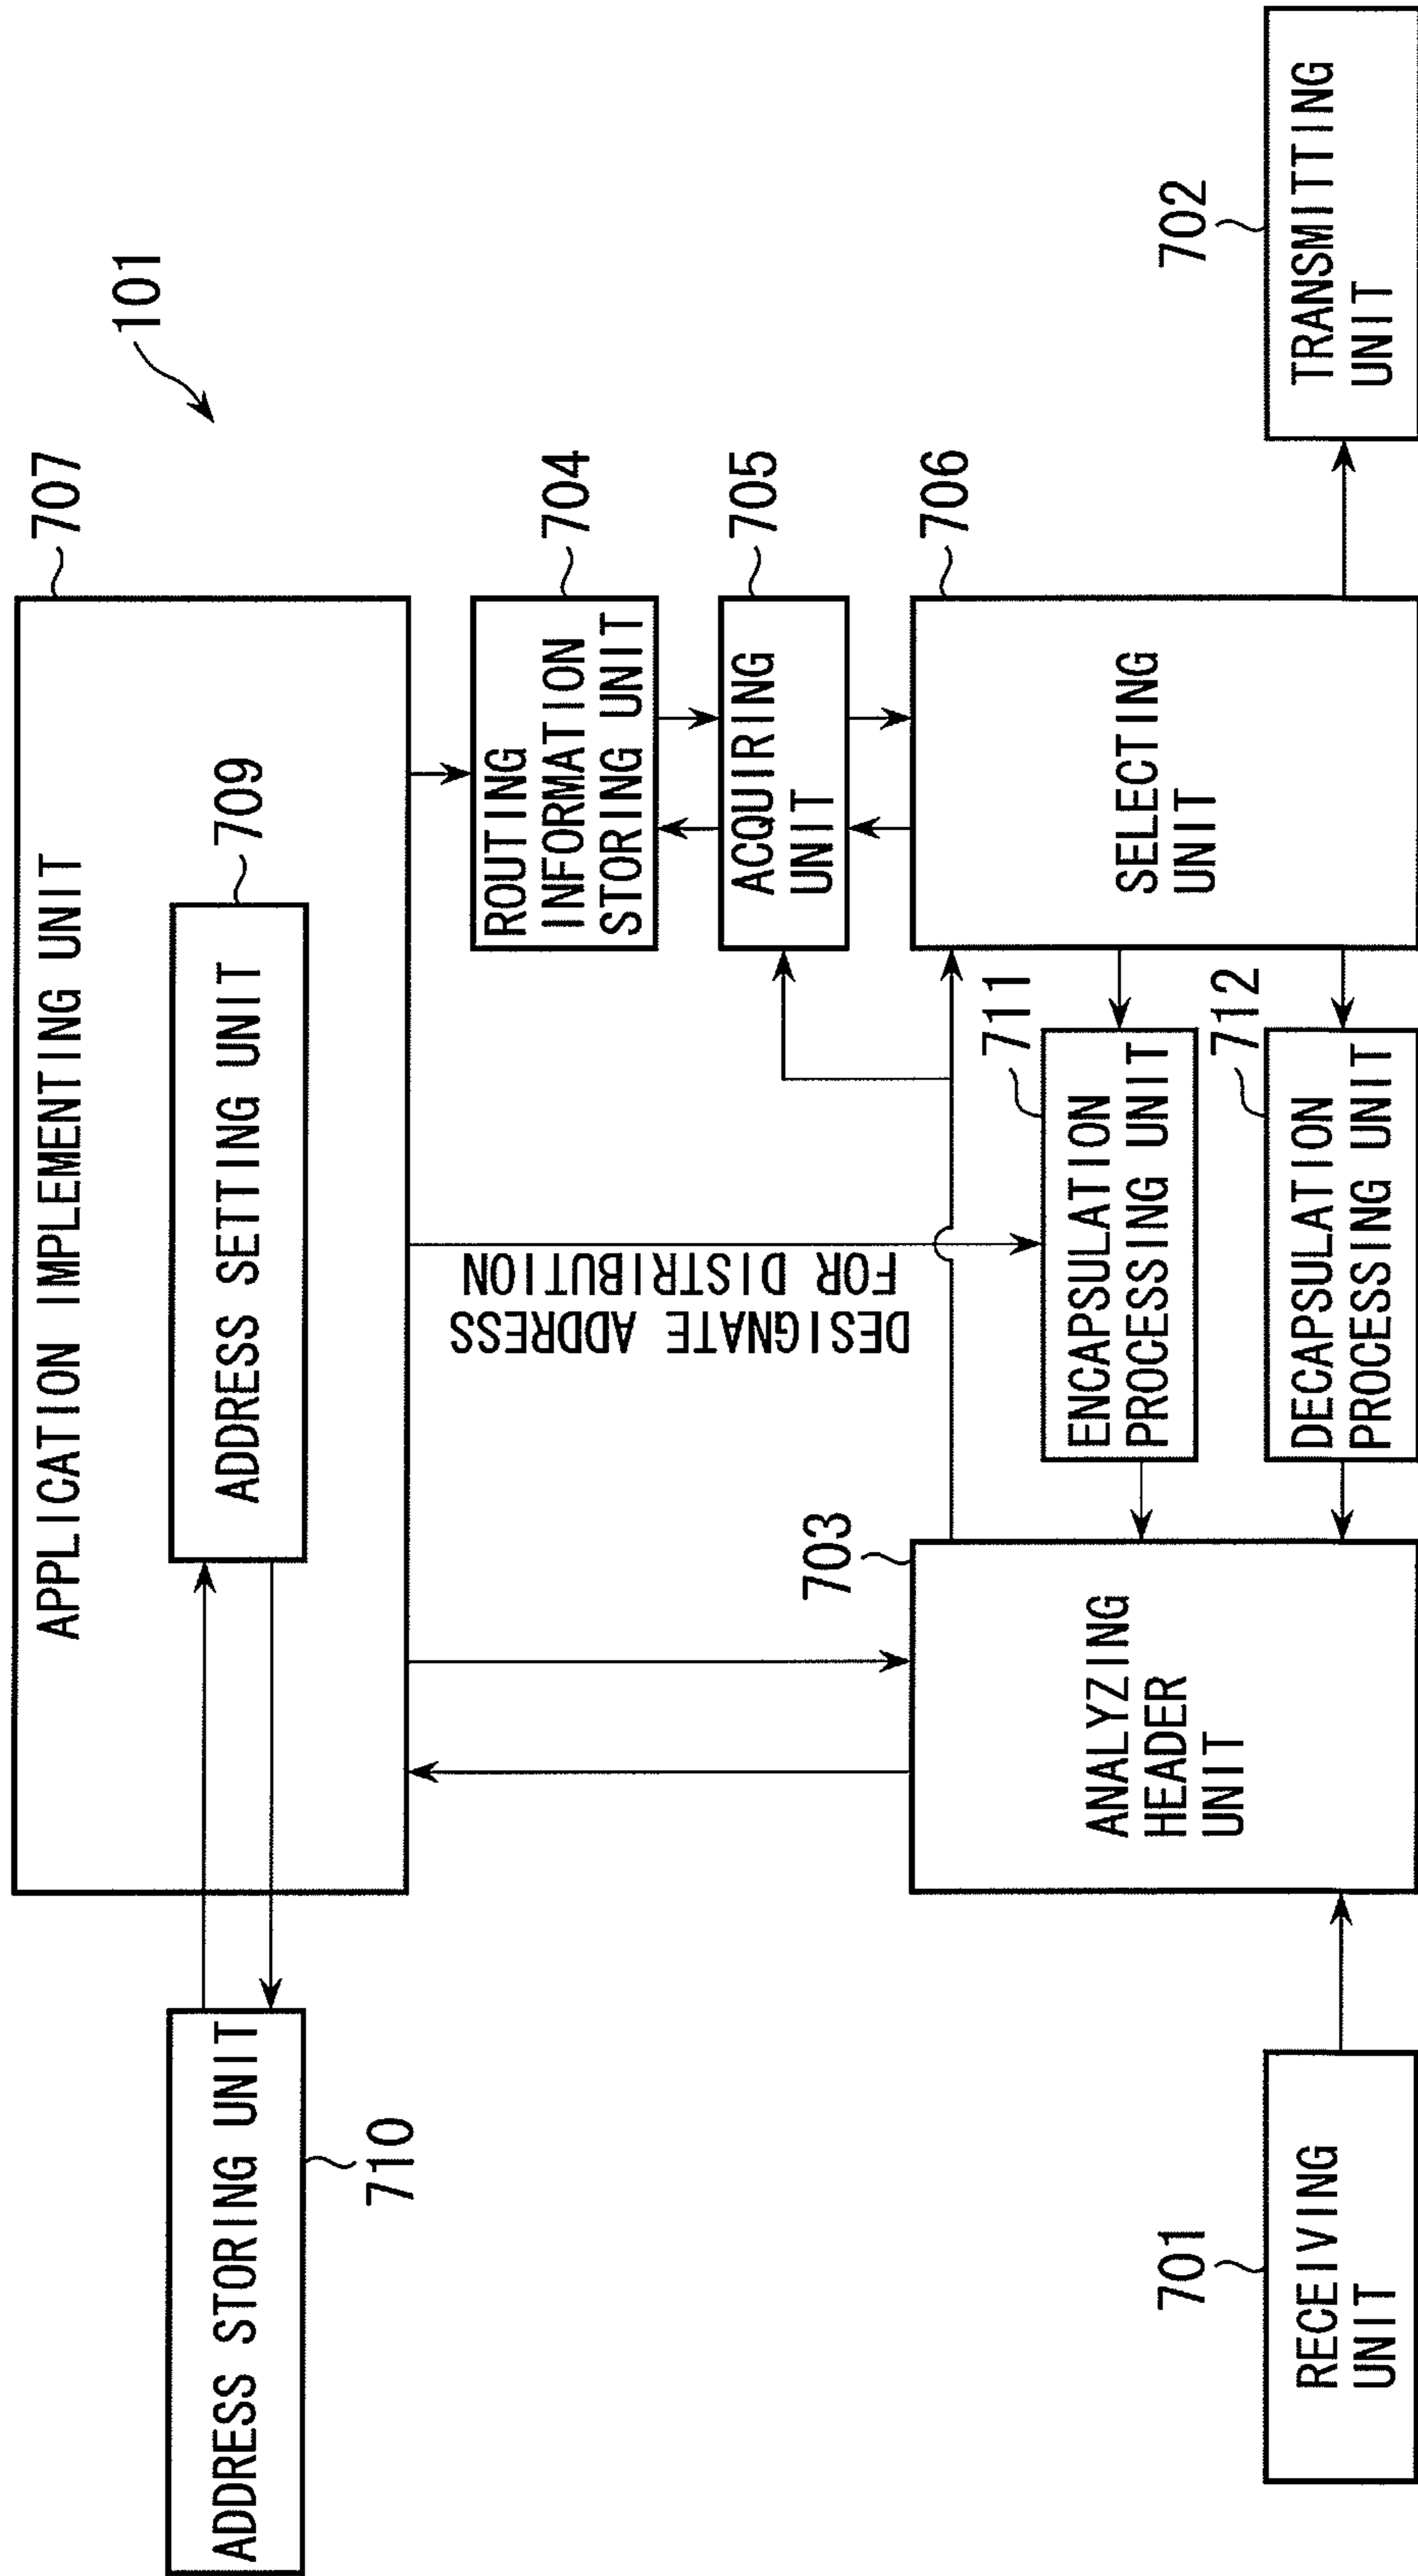 101
707
APPLICATION IMPLEMENTING UNIT
709
ADDRESS SETTING UNIT
ADDRESS STORING UNIT
710
704
ROUTING
INFORMATION
STORING UNIT
705
ACQUIRING
UNIT
DESIGNATE ADDRESS
FOR DISTRIBUTION
706
SELECTING
UNIT
711
ENCAPSULATION
PROCESSING UNIT
712
DECAPSULATION
PROCESSING UNIT
703
ANALYZING
HEADER
UNIT
701
RECEIVING
UNIT
702
TRANSMITTING
UNIT